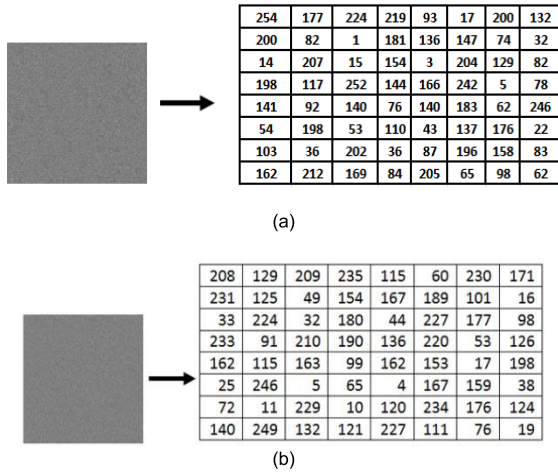 254 177 224 219 93 17 200 132
200 82 1 181 136 147 74 32
14 207 15 154 3 204 129 82
198 117 252 144 166 242 5 78
141 92 140 76 140 183 62 246
54 198 53 110 43 137 176 22
103 36 202 36 87 196 158 83
162 212 169 84 205 65 98 62
(a)
208 129 209 235 115 60 230 171
231 125 49 154 167 189 101 16
33 224 32 180 44 227 177 98
233 91 210 190 136 220 53 126
162 115 163 99 162 153 17 198
25 246 5 65 4 167 159 38
72 11 229 10 120 234 176 124
140 249 132 121 227 111 76 19
(b)